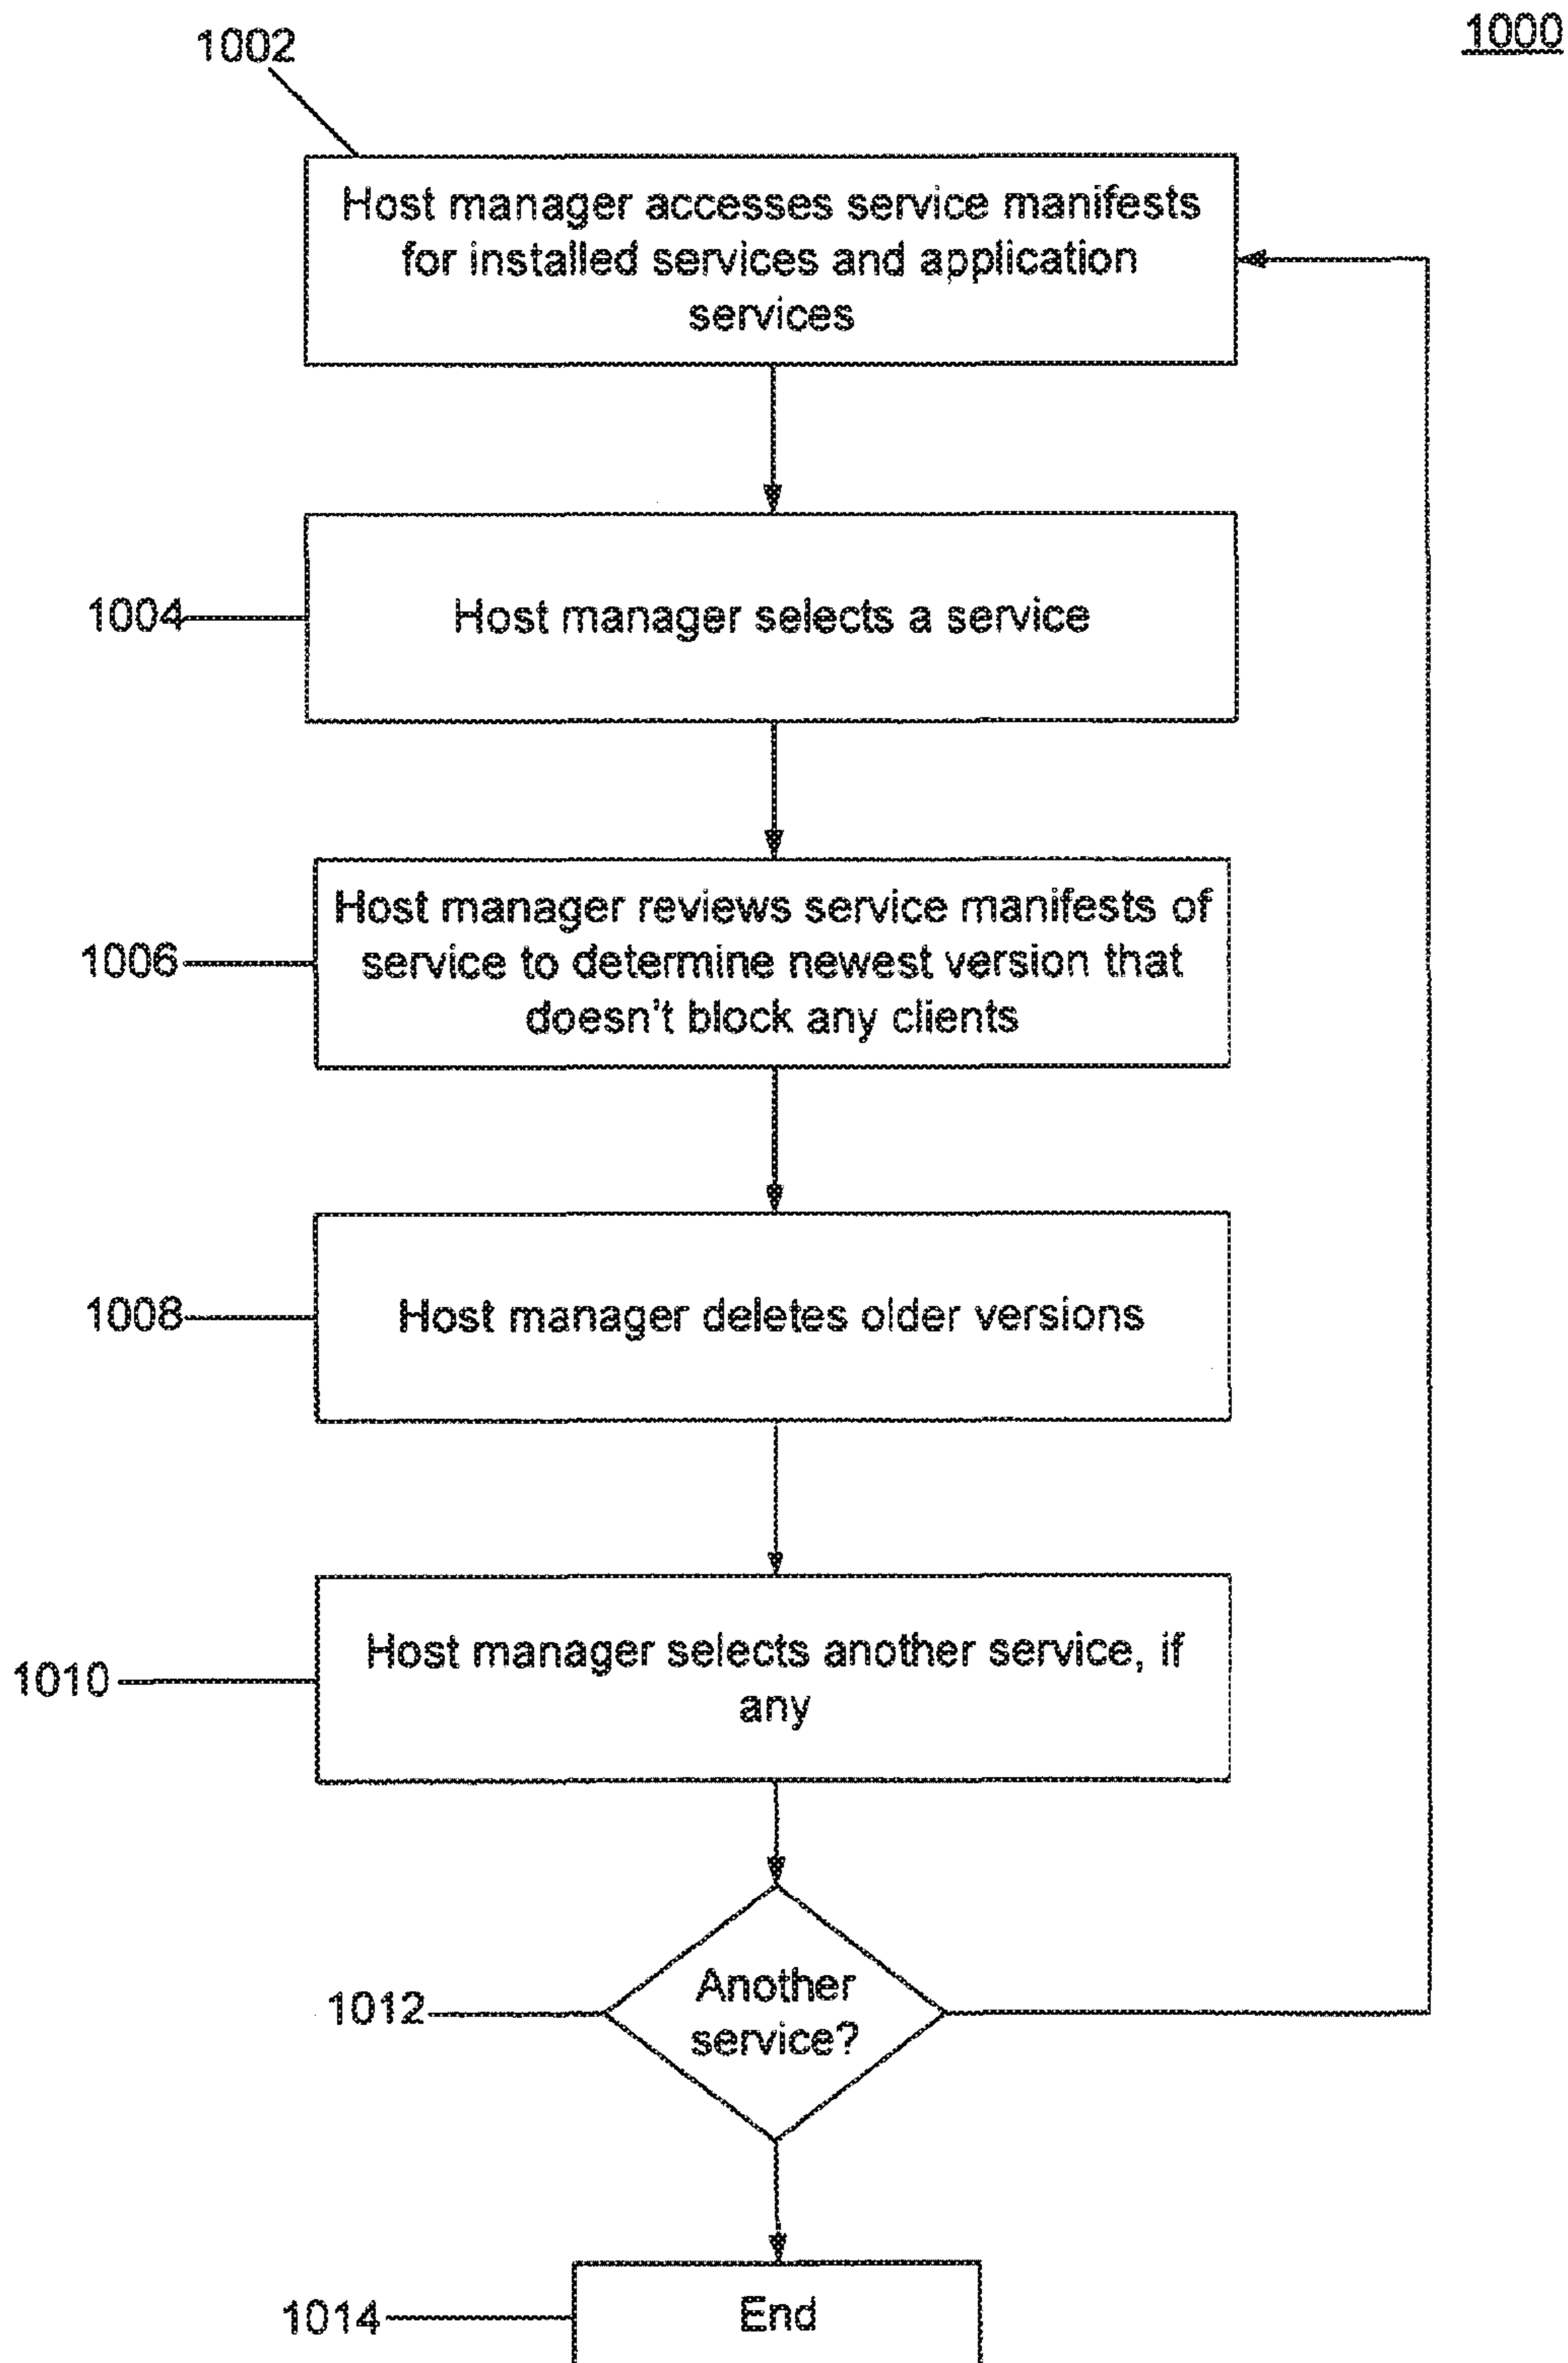 1002
1000
Host manager accesses service manifests
for installed services and application
services
1004
Host manager selects a service
Host manager reviews service manifests of
service to determine newest version that
doesn't block any clients
1006
1008
Host manager deletes older versions
Host manager selects another service, if
any
1010
Another
service?
1012
1014
End